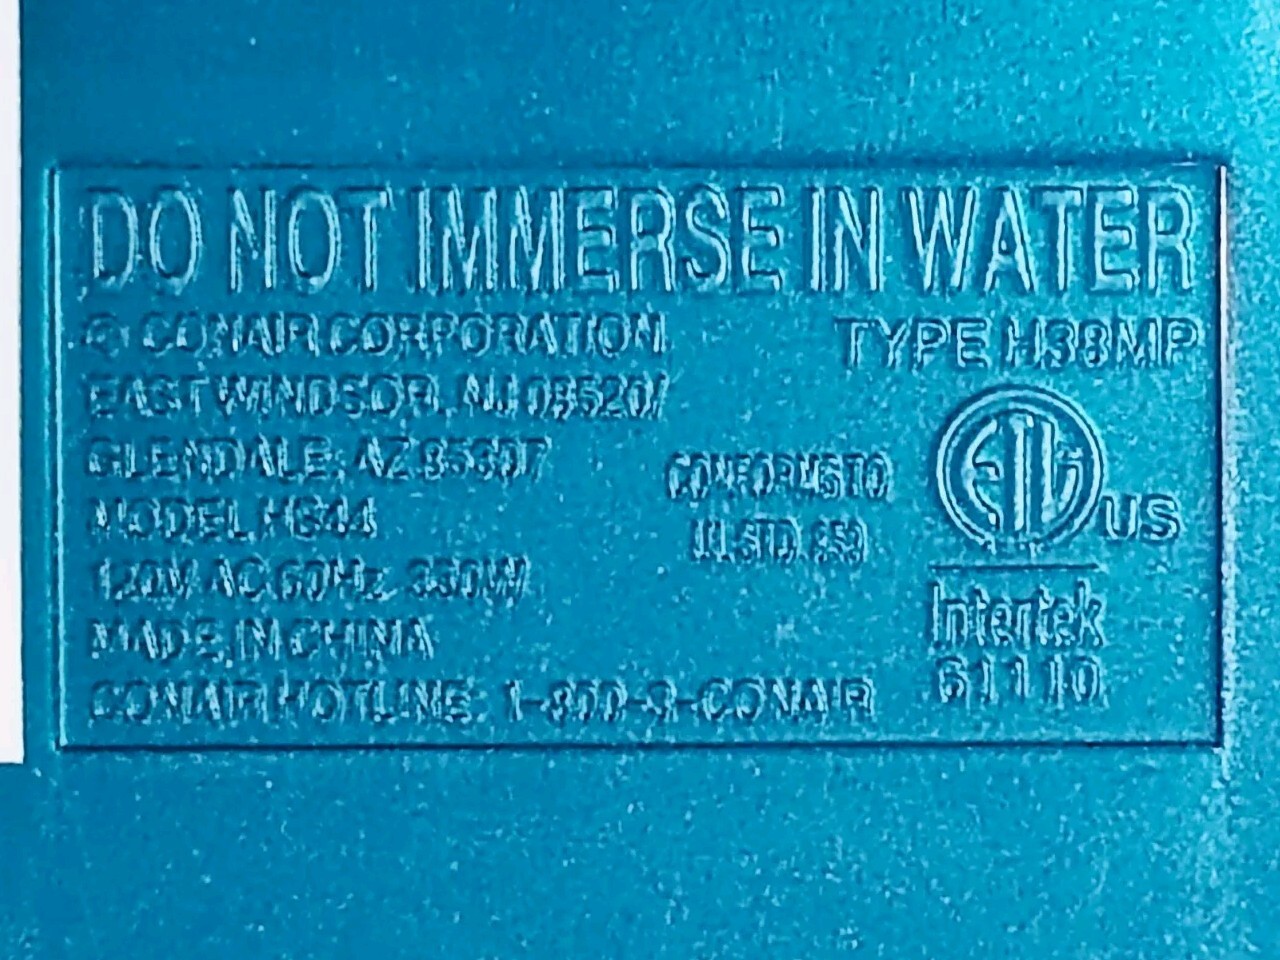 DO NOT IMMERSE IN WATER
© CONAIR CORPORATION
TYPE H38MP
EAST WINDSOR, NJ 08520/
GLENDALE, AZ 85307
MODEL HS44
120V AC 60Hz 350W
MADE IN CHINA
CONAIR HOTLINE: 1-800-3-CONAIR
CONFORMS TO
UL STD. 859
ETL US
Intertek
61110